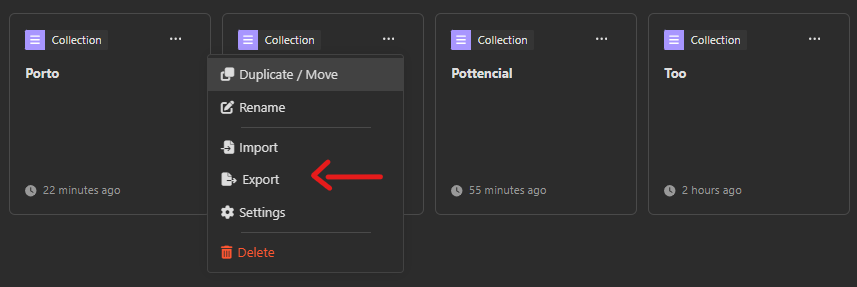 Collection ...
Porto
22 minutes ago
Collection ...
Duplicate / Move
Rename
Import
Export
Settings
Delete
Collection ...
Pottencial
55 minutes ago
Collection ...
Too
2 hours ago